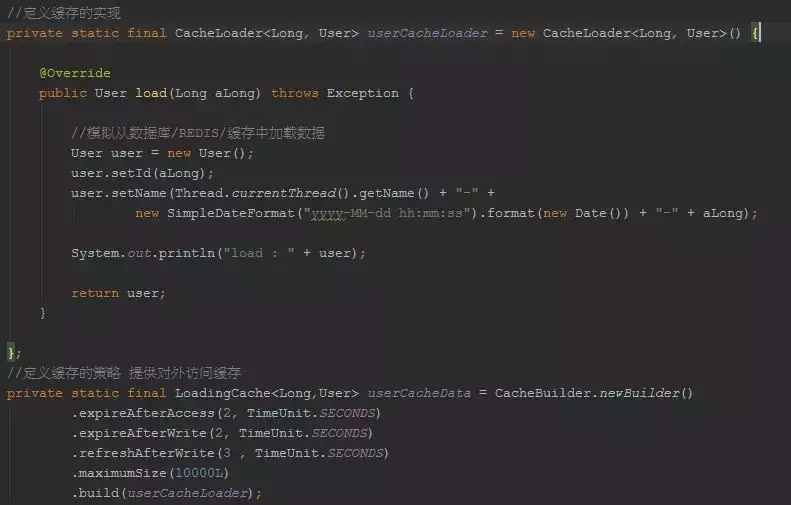 //定义缓存的实现
private static final CacheLoader<Long, User> userCacheLoader = new CacheLoader<Long, User>() {
@Override
public User load(Long aLong) throws Exception {
//模拟从数据库/REDIS/缓存中加载数据
User user = new User();
user.setId(aLong);
user.setName(Thread.currentThread().getName() + "-" +
new SimpleDateFormat("yyyy-MM-dd hh:mm:ss").format(new Date()) + "-" + aLong);
System.out.println("load : " + user);
return user;
}
};
//定义缓存的策略 提供对外访问缓存
private static final LoadingCache<Long,User> userCacheData = CacheBuilder.newBuilder()
.expireAfterAccess(2, TimeUnit.SECONDS)
.expireAfterWrite(2, TimeUnit.SECONDS)
.refreshAfterWrite(3 , TimeUnit.SECONDS)
.maximumSize(10000L)
.build(userCacheLoader);